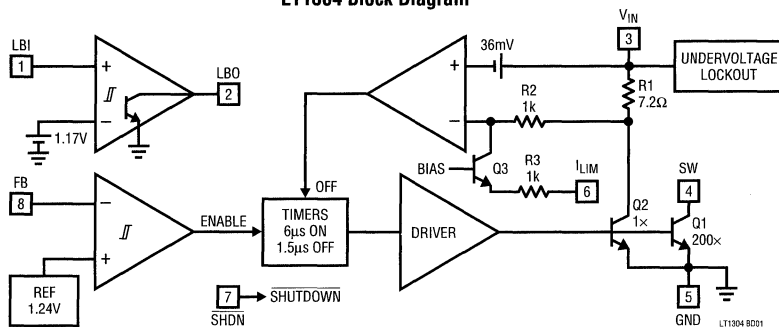 LT1304 Block Diagram
LBI
1
+
−
1.17V
LBO
2
36mV
+
−
V_IN
3
UNDERVOLTAGE
LOCKOUT
R1
7.2Ω
R2
1k
BIAS
Q3
R3
1k
I_LIM
6
SW
4
FB
8
−
+
REF
1.24V
ENABLE
OFF
TIMERS
6µs ON
1.5µs OFF
DRIVER
Q2
1×
Q1
200×
7
SHDN
SHUTDOWN
5
GND
LT1304 BD01